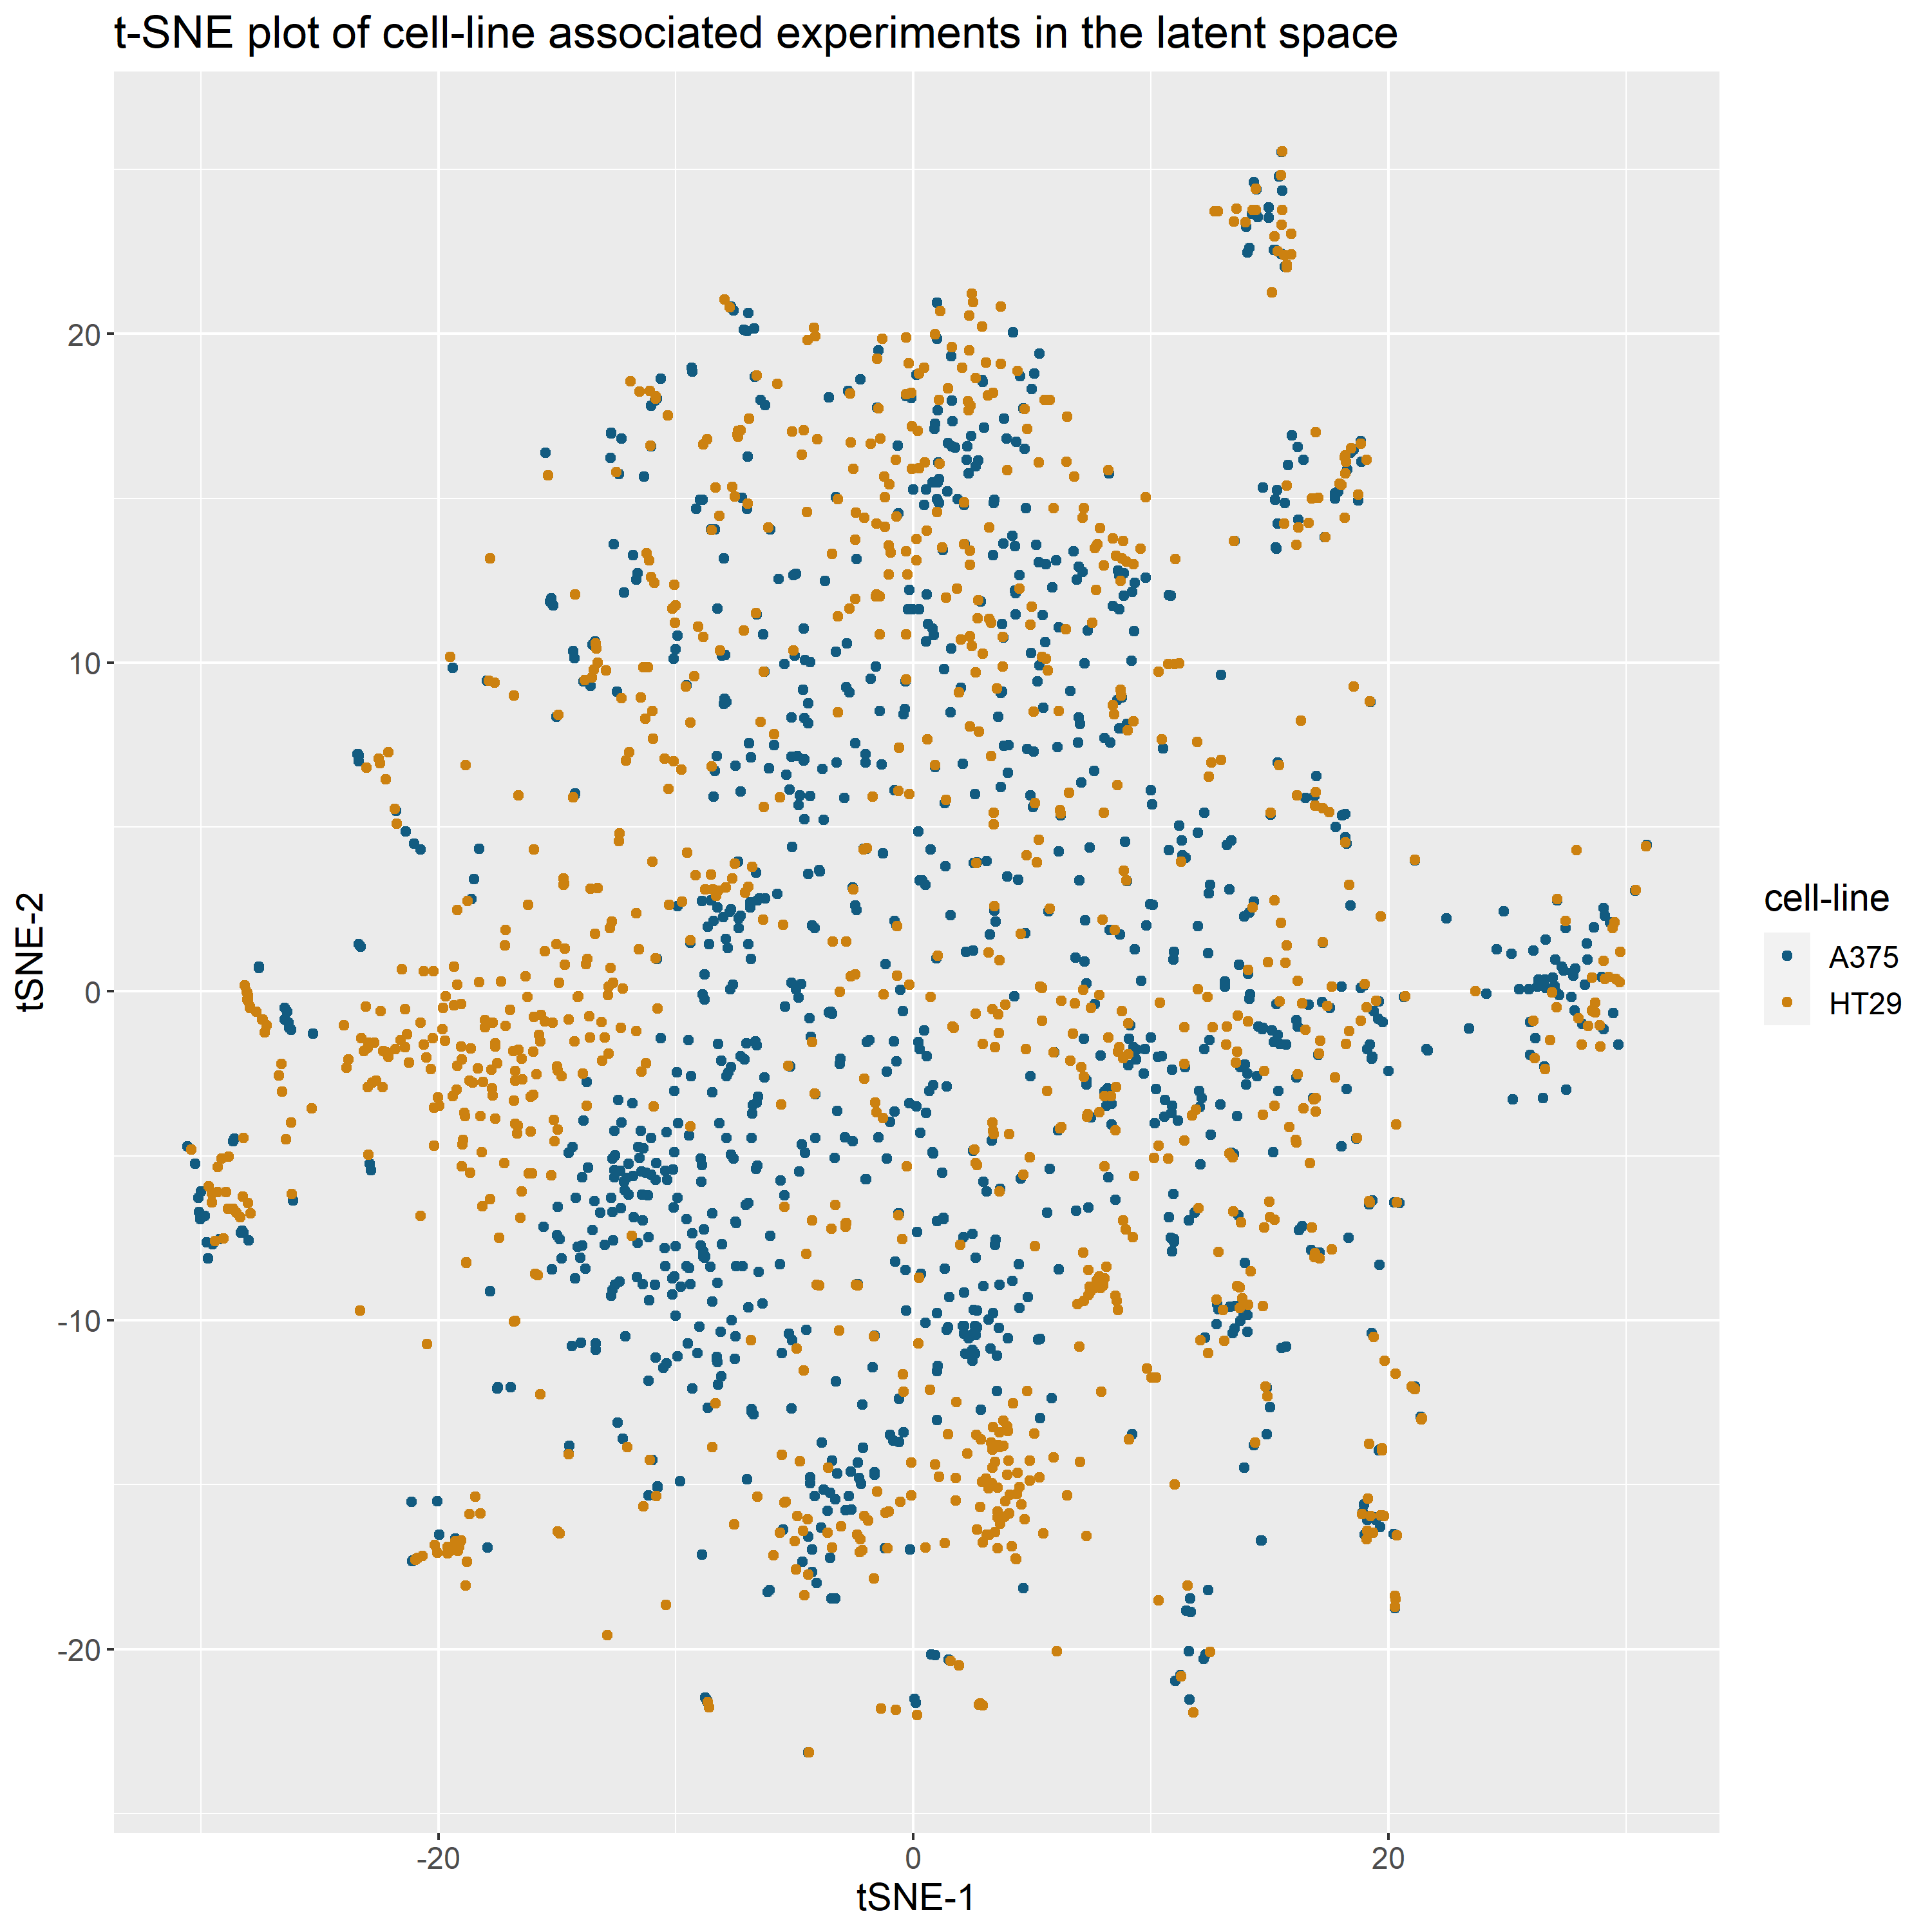 t-SNE plot of cell-line associated experiments in the latent space
20
10
0
-10
-20
tSNE-2
-20
0
20
tSNE-1
cell-line
A375
HT29